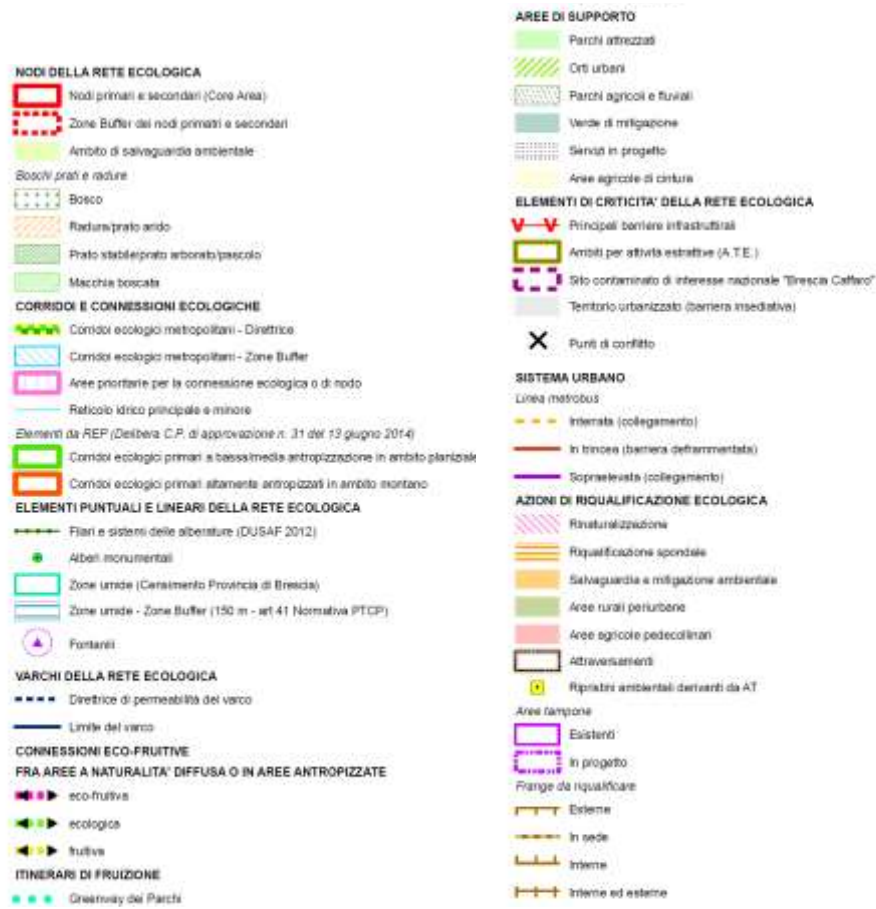 NODI DELLA RETE ECOLOGICA
Nodi primari e secondari (Core Area)
Zone Buffer dei nodi primatri e secondari
Ambito di salvaguardia ambientale
Boschi prati e radure
Bosco
Radura/prato arido
Prato stabile/prato arborato/pascolo
Macchia boscata
CORRIDOI E CONNESSIONI ECOLOGICHE
Corridoi ecologici metropolitani - Direttrice
Corridoi ecologici metropolitani - Zone Buffer
Aree prioritarie per la connessione ecologica o di nodo
Reticolo idrico principale e minore
Elementi da REP (Delibera C.P. di approvazione n. 31 del 13 giugno 2014)
Corridoi ecologici primari a bassa/media antropizzazione in ambito planiziale
Corridoi ecologici primari altamente antropizzati in ambito montano
ELEMENTI PUNTUALI E LINEARI DELLA RETE ECOLOGICA
Filari e sistemi delle alberature (DUSAF 2012)
Alberi monumentali
Zone umide (Censimento Provincia di Brescia)
Zone umide - Zone Buffer (150 m - art 41 Normativa PTCP)
Fontanili
VARCHI DELLA RETE ECOLOGICA
Direttrice di permeabilità del varco
Limite del varco
CONNESSIONI ECO-FRUITIVE
FRA AREE A NATURALITA' DIFFUSA O IN AREE ANTROPIZZATE
eco-fruitiva
ecologica
fruitiva
ITINERARI DI FRUIZIONE
Greenway dei Parchi
AREE DI SUPPORTO
Parchi attrezzati
Orti urbani
Parchi agricoli e fluviali
Verde di mitigazione
Servizi in progetto
Aree agricole di cintura
ELEMENTI DI CRITICITA' DELLA RETE ECOLOGICA
Principali barriere infrastrutturali
Ambiti per attività estrattive (A.T.E.)
Sito contaminato di interesse nazionale "Brescia Caffaro"
Territorio urbanizzato (barriera insediativa)
Punti di conflitto
SISTEMA URBANO
Linea metrobus
Interrata (collegamento)
In trincea (barriera deframmentata)
Sopraelevata (collegamento)
AZIONI DI RIQUALIFICAZIONE ECOLOGICA
Rinaturalizzazione
Riqualificazione spondale
Salvaguardia e mitigazione ambientale
Aree rurali periurbane
Aree agricole pedecollinari
Attraversamenti
Ripristini ambientali derivanti da AT
Aree tampone
Esistenti
In progetto
Frange da riqualificare
Esterne
In sede
Interne
Interne ed esterne